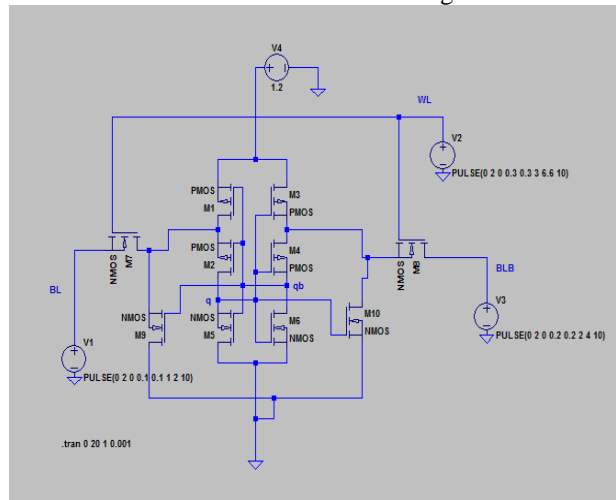 V4
1.2
WL
V2
PULSE(0 2 0 0.3 0.3 3 6.6 10)
PMOS
M1
M3
PMOS
PMOS
M2
M4
PMOS
NMOS
M7
NMOS
M8
BL
BLB
q
qb
NMOS
M9
NMOS
M5
M6
NMOS
M10
NMOS
V3
PULSE(0 2 0 0.2 0.2 2 4 10)
V1
PULSE(0 2 0 0.1 0.1 1 2 10)
.tran 0 20 1 0.001